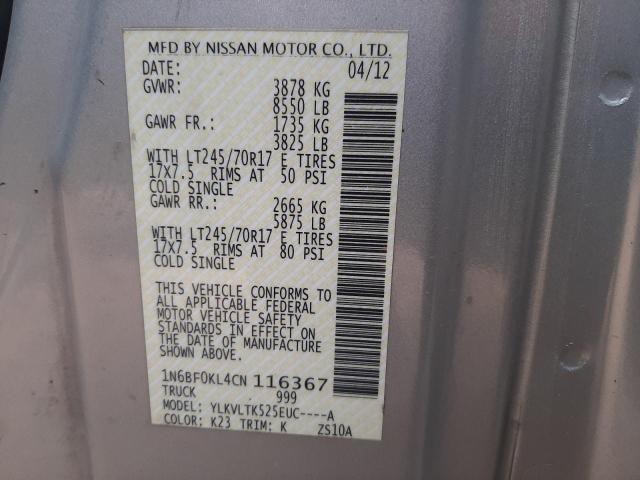 MFD BY NISSAN MOTOR CO., LTD.
DATE: 04/12
GVWR: 3878 KG
8550 LB
GAWR FR.: 1735 KG
3825 LB
WITH LT245/70R17 E TIRES
17X7.5 RIMS AT 50 PSI
COLD SINGLE
GAWR RR.: 2665 KG
5875 LB
WITH LT245/70R17 E TIRES
17X7.5 RIMS AT 80 PSI
COLD SINGLE
THIS VEHICLE CONFORMS TO
ALL APPLICABLE FEDERAL
MOTOR VEHICLE SAFETY
STANDARDS IN EFFECT ON
THE DATE OF MANUFACTURE
SHOWN ABOVE.
1N6BF0KL4CN 116367
TRUCK 999
MODEL: YLKVLTK525EUC----A
COLOR: K23 TRIM: K ZS10A